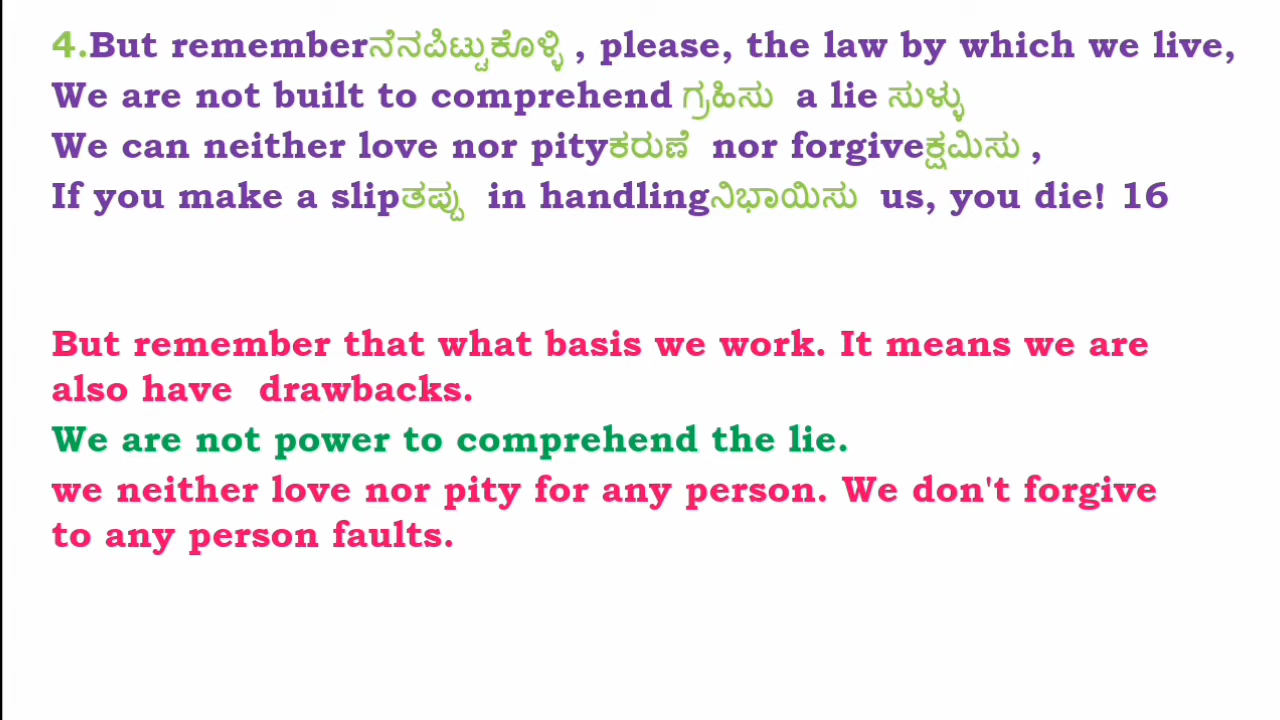 4.But rememberನೆನಪಿಟ್ಟುಕೊಳ್ಳಿ , please, the law by which we live,
We are not built to comprehend ಗ್ರಹಿಸು a lie ಸುಳ್ಳು
We can neither love nor pityಕರುಣೆ nor forgiveಕ್ಷಮಿಸು ,
If you make a slipತಪ್ಪು in handlingನಿಭಾಯಿಸು us, you die! 16
But remember that what basis we work. It means we are
also have drawbacks.
We are not power to comprehend the lie.
we neither love nor pity for any person. We don't forgive
to any person faults.